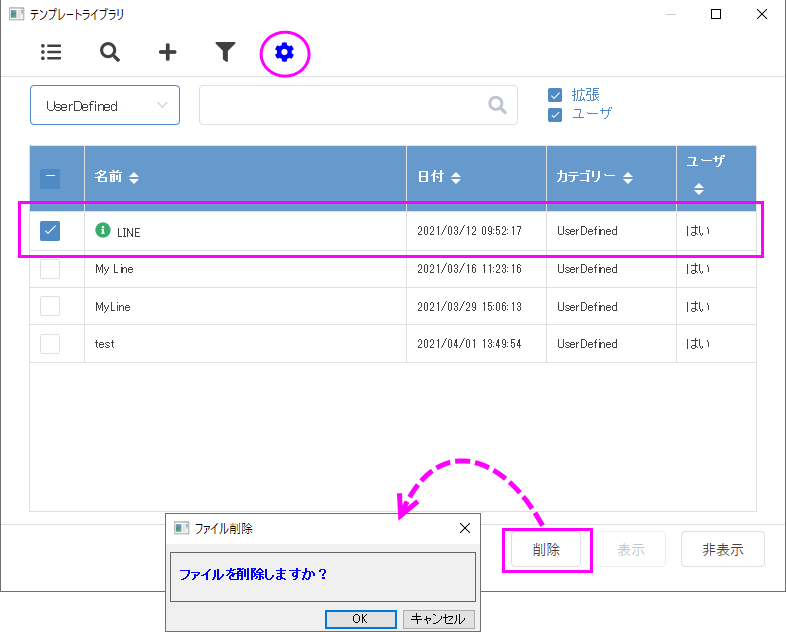 テンプレートライブラリ
UserDefined
拡張
ユーザ
名前 日付 カテゴリー ユーザ
LINE 2021/03/12 09:52:17 UserDefined はい
My Line 2021/03/16 11:23:16 UserDefined はい
MyLine 2021/03/29 15:06:13 UserDefined はい
test 2021/04/01 13:49:54 UserDefined はい
削除 表示 非表示
ファイル削除
ファイルを削除しますか？
OK キャンセル